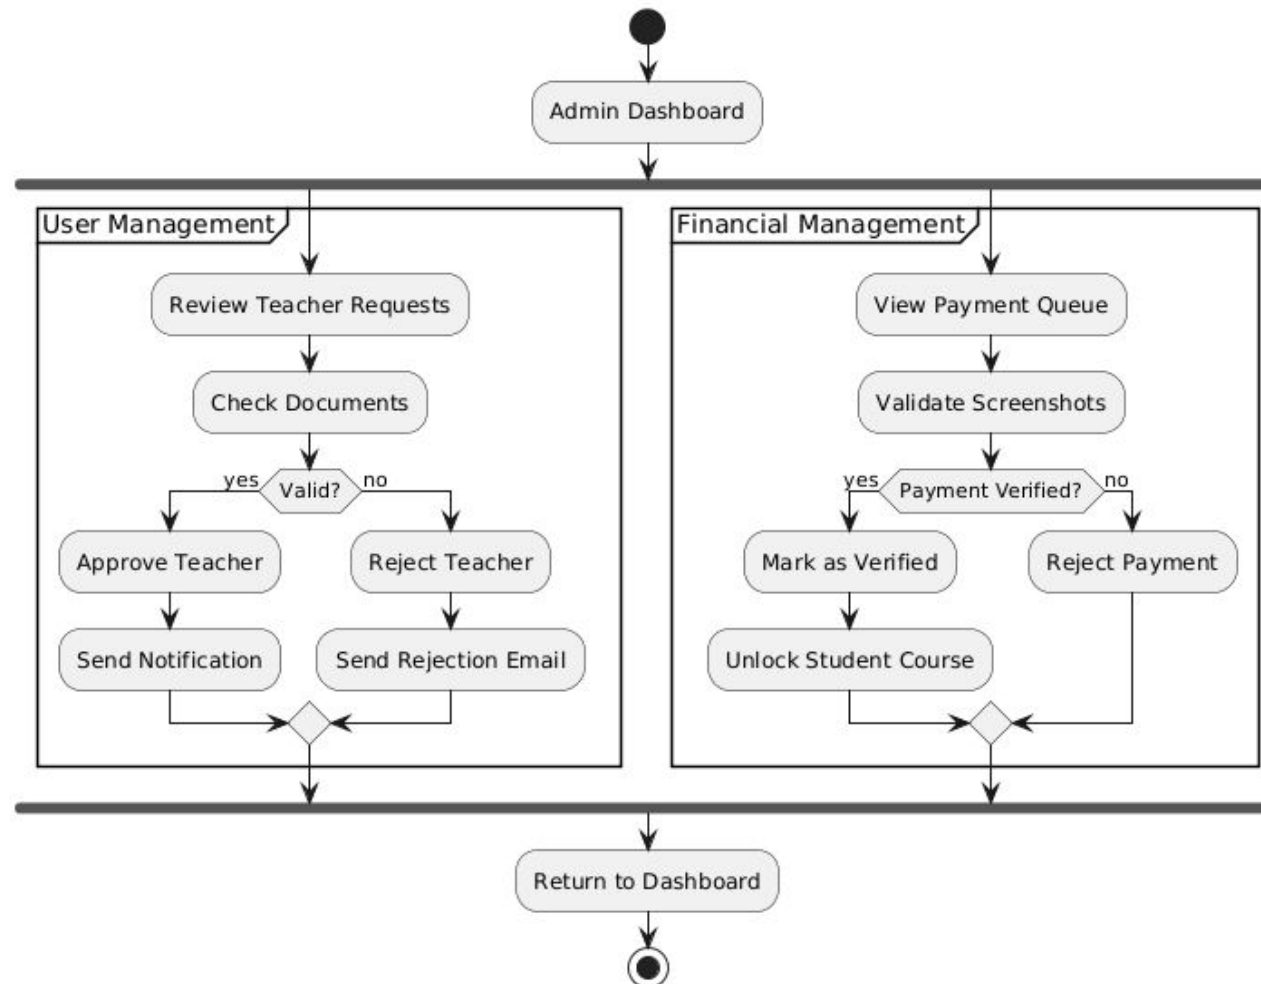 Admin Dashboard
User Management
Review Teacher Requests
Check Documents
yes
Valid?
no
Approve Teacher
Reject Teacher
Send Notification
Send Rejection Email
Financial Management
View Payment Queue
Validate Screenshots
yes
Payment Verified?
no
Mark as Verified
Reject Payment
Unlock Student Course
Return to Dashboard